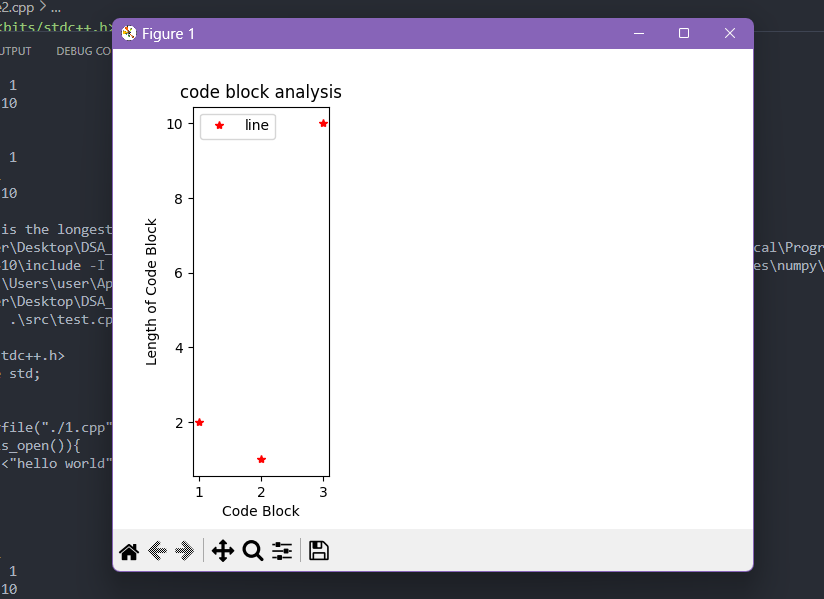 e2.cpp > ...
<bits/stdc++.h>
Figure 1
UTPUT DEBUG CO
1
10
1
10
is the longest
r\Desktop\DSA_
cal\Progr
10\include -I
es\numpy\
\Users\user\Ap
er\Desktop\DSA_
.\src\test.cp
tdc++.h>
std;
file("./1.cpp"
s_open()){
<"hello world"
1
10
code block analysis
line
10
8
6
4
2
Length of Code Block
1 2 3
Code Block